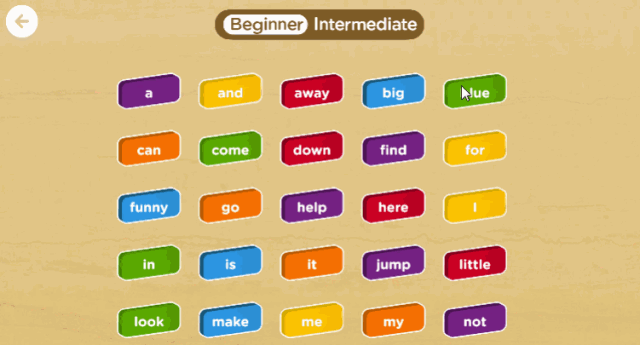 Beginner Intermediate
a and away big
can come down find for
funny go help here I
in is it jump little
look make me my not